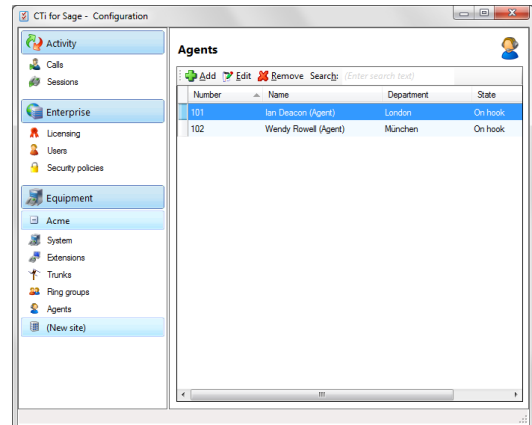 CTi for Sage - Configuration
Activity
Calls
Sessions
Enterprise
Licensing
Users
Security policies
Equipment
Acme
System
Extensions
Trunks
Ring groups
Agents
(New site)
Agents
Add Edit Remove Search: (Enter search text)
Number Name Department State
101 Ian Deacon (Agent) London On hook
102 Wendy Rowell (Agent) München On hook